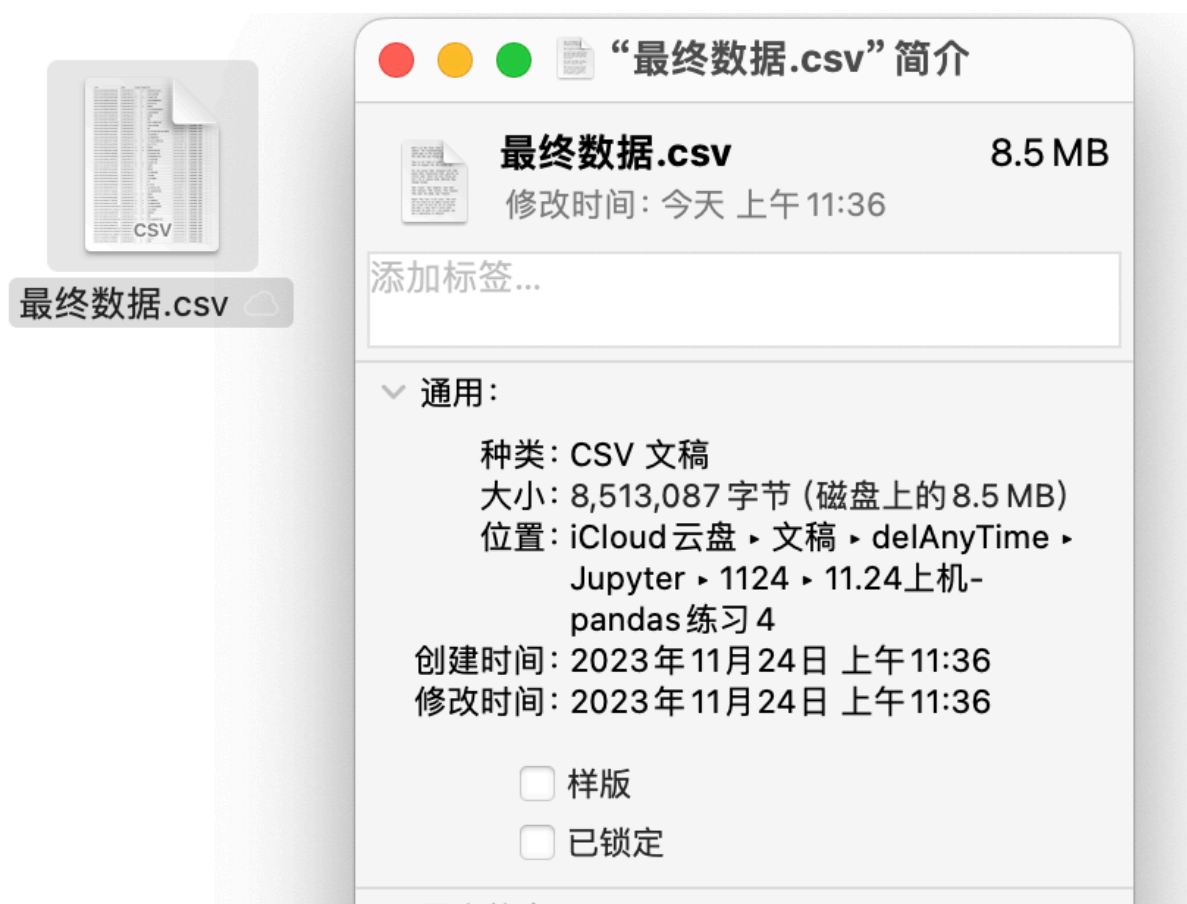 “最终数据.csv”简介
CSV
最终数据.csv
最终数据.csv 8.5 MB
修改时间：今天 上午11:36
添加标签...
通用：
种类：CSV 文稿
大小：8,513,087字节（磁盘上的8.5 MB）
位置：iCloud云盘 ▸ 文稿 ▸ delAnyTime ▸
Jupyter ▸ 1124 ▸ 11.24上机-
pandas练习4
创建时间：2023年11月24日 上午11:36
修改时间：2023年11月24日 上午11:36
样版
已锁定